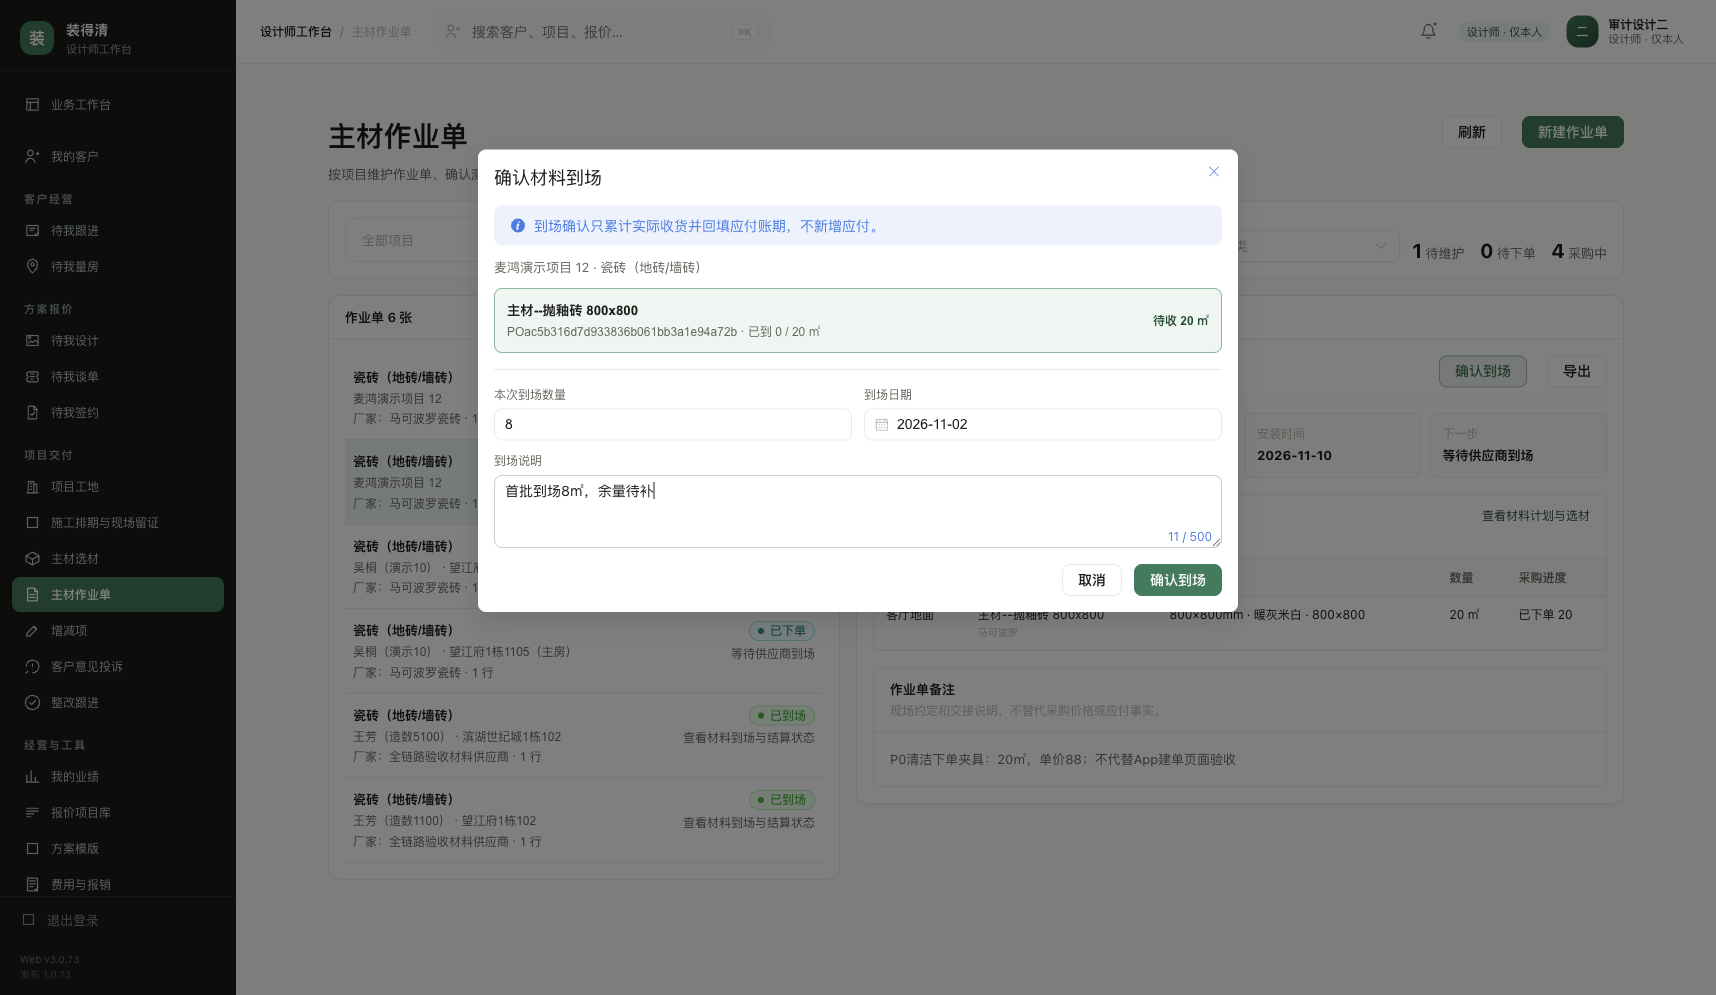 装
装得清
设计师工作台
业务工作台
我的客户
客户经营
待我跟进
待我量房
方案报价
待我设计
待我谈单
待我签约
项目交付
项目工地
施工排期与现场留证
主材选材
主材作业单
增减项
客户意见投诉
整改跟进
经营与工具
我的业绩
报价项目库
方案模版
费用与报销
退出登录
Web v3.0.73
发布 1.0.73
设计师工作台 / 主材作业单
搜索客户、项目、报价...
⌘K
设计师 · 仅本人
二
审计设计二
设计师 · 仅本人
主材作业单
按项目维护作业单、确认
刷新
新建作业单
全部项目
类
1 待维护
0 待下单
4 采购中
作业单 6 张
瓷砖（地砖/墙砖）
麦鸿演示项目 12
厂家：马可波罗瓷砖 · 1
瓷砖（地砖/墙砖）
麦鸿演示项目 12
厂家：马可波罗瓷砖 · 1
瓷砖（地砖/墙砖）
吴桐（演示10） · 望江
厂家：马可波罗瓷砖 · 1
瓷砖（地砖/墙砖）
已下单
吴桐（演示10） · 望江府1栋1105（主房）
等待供应商到场
厂家：马可波罗瓷砖 · 1 行
瓷砖（地砖/墙砖）
已到场
王芳（造数5100） · 滨湖世纪城1栋102
查看材料到场与结算状态
厂家：全链路验收材料供应商 · 1 行
瓷砖（地砖/墙砖）
已到场
王芳（造数1100） · 望江府1栋102
查看材料到场与结算状态
厂家：全链路验收材料供应商 · 1 行
确认到场
导出
安装时间
2026-11-10
下一步
等待供应商到场
查看材料计划与选材
数量
采购进度
客厅地面
主材--抛釉砖 800x800
马可波罗
800×800mm · 暖灰米白 · 800×800
20 ㎡
已下单 20
作业单备注
现场约定和交接说明，不替代采购价格或应付事实。
P0清洁下单夹具：20㎡，单价88；不代替App建单页面验收
确认材料到场
到场确认只累计实际收货并回填应付账期，不新增应付。
麦鸿演示项目 12 · 瓷砖（地砖/墙砖）
主材--抛釉砖 800x800
POac5b316d7d933836b061bb3a1e94a72b · 已到 0 / 20 ㎡
待收 20 ㎡
本次到场数量
8
到场日期
2026-11-02
到场说明
首批到场8㎡，余量待补
11 / 500
取消
确认到场